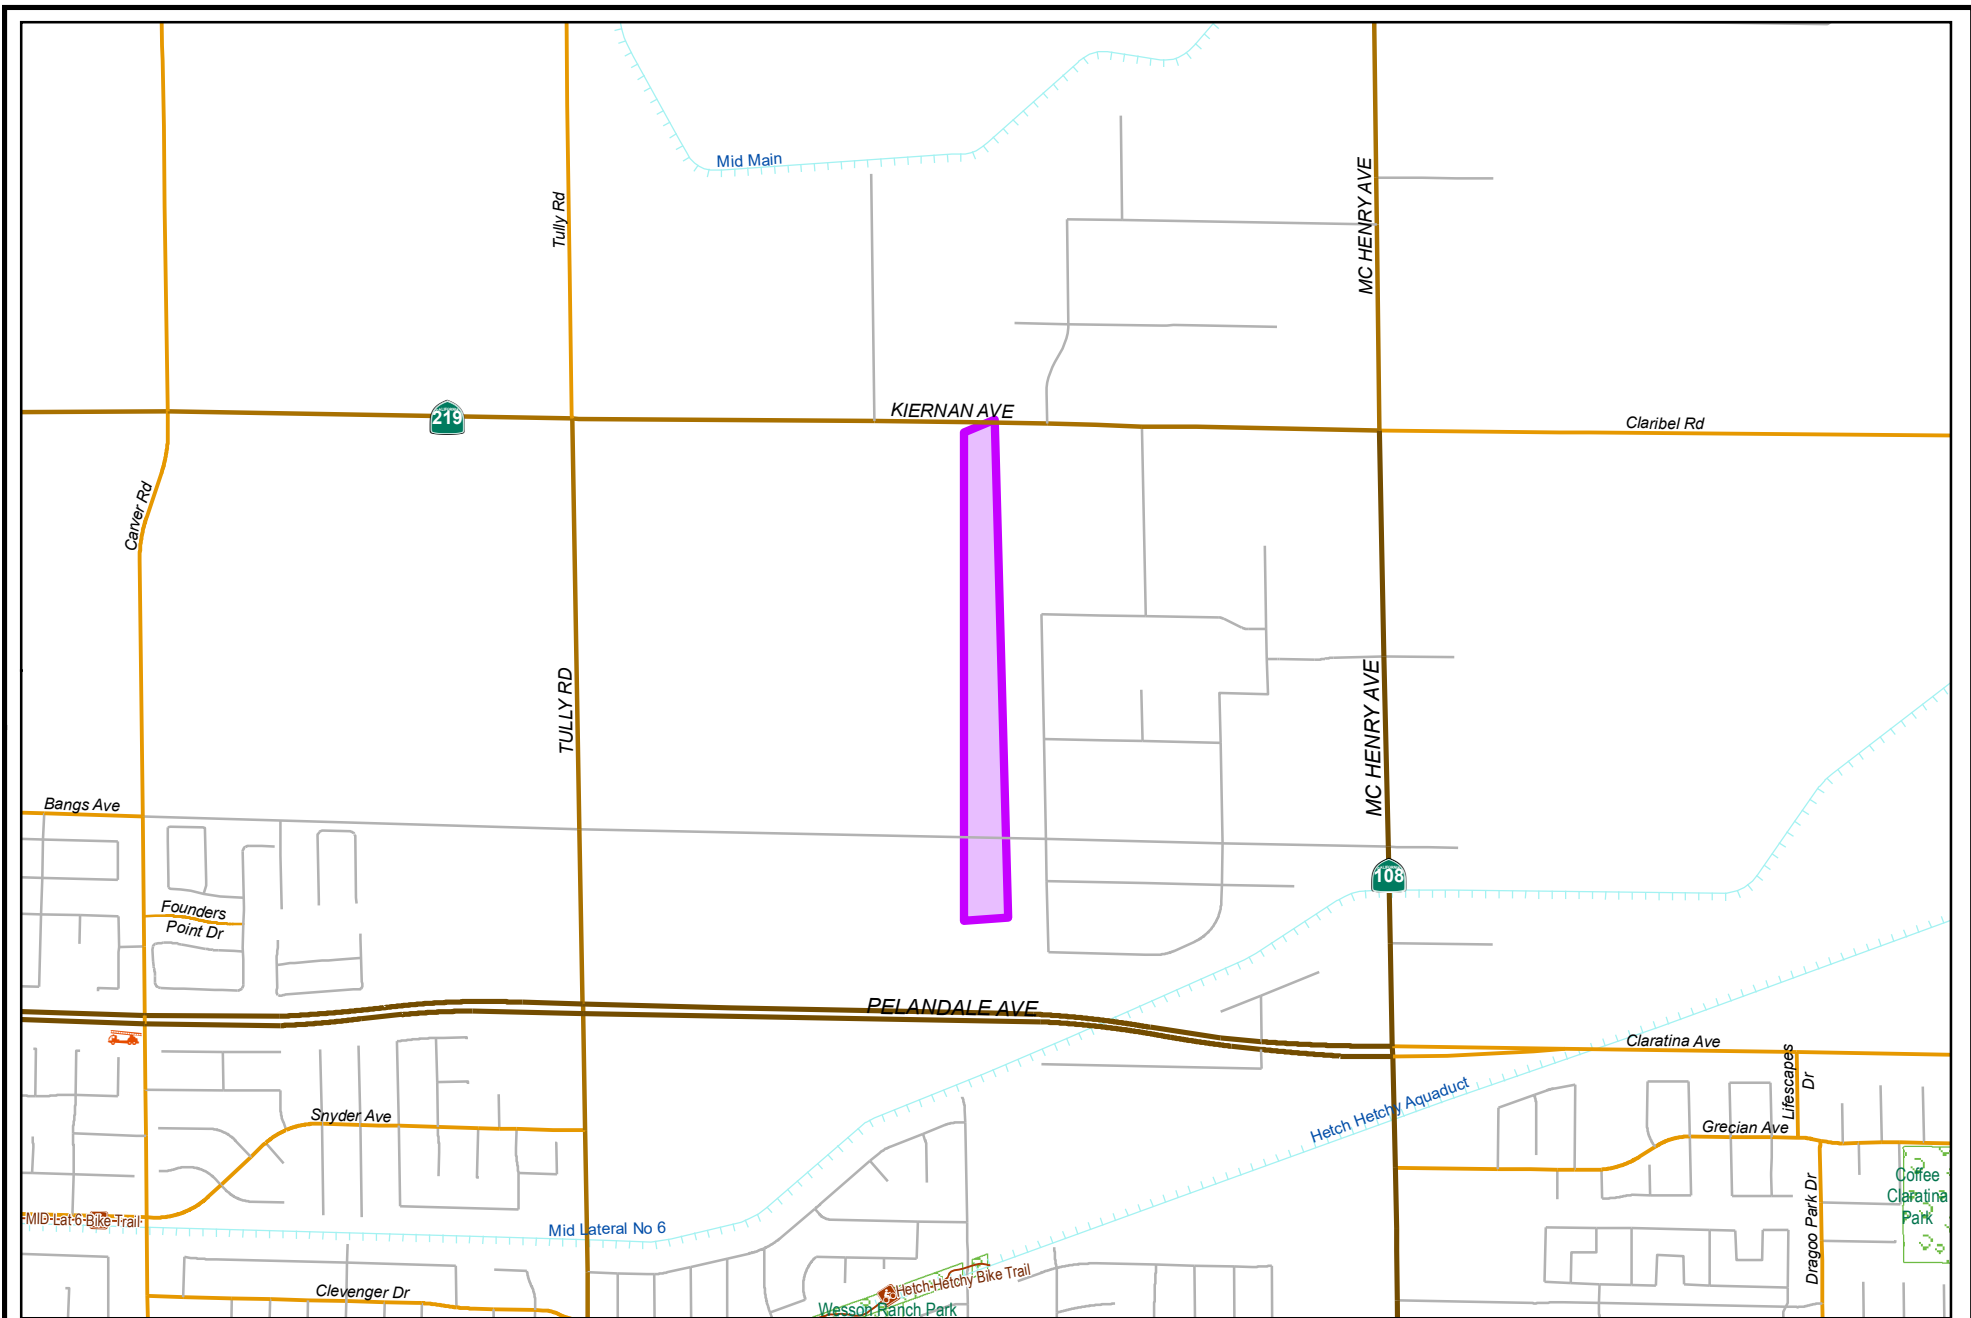 Mid Main
Tully Rd
MC HENRY AVE
KIERNAN AVE
219
Claribel Rd
Carver Rd
TULLY RD
MC HENRY AVE
Bangs Ave
108
Founders
Point Dr
PELANDALE AVE
Claratina Ave
Lifescapes
Dr
Hetch Hetchy Aquaduct
Snyder Ave
Grecian Ave
Coffee
Claratina
Park
Dragoo Park Dr
MID-Lat-6-Bike-Trail
Mid Lateral No 6
Hetch-Hetchy Bike Trail
Clevenger Dr
Wesson Ranch Park